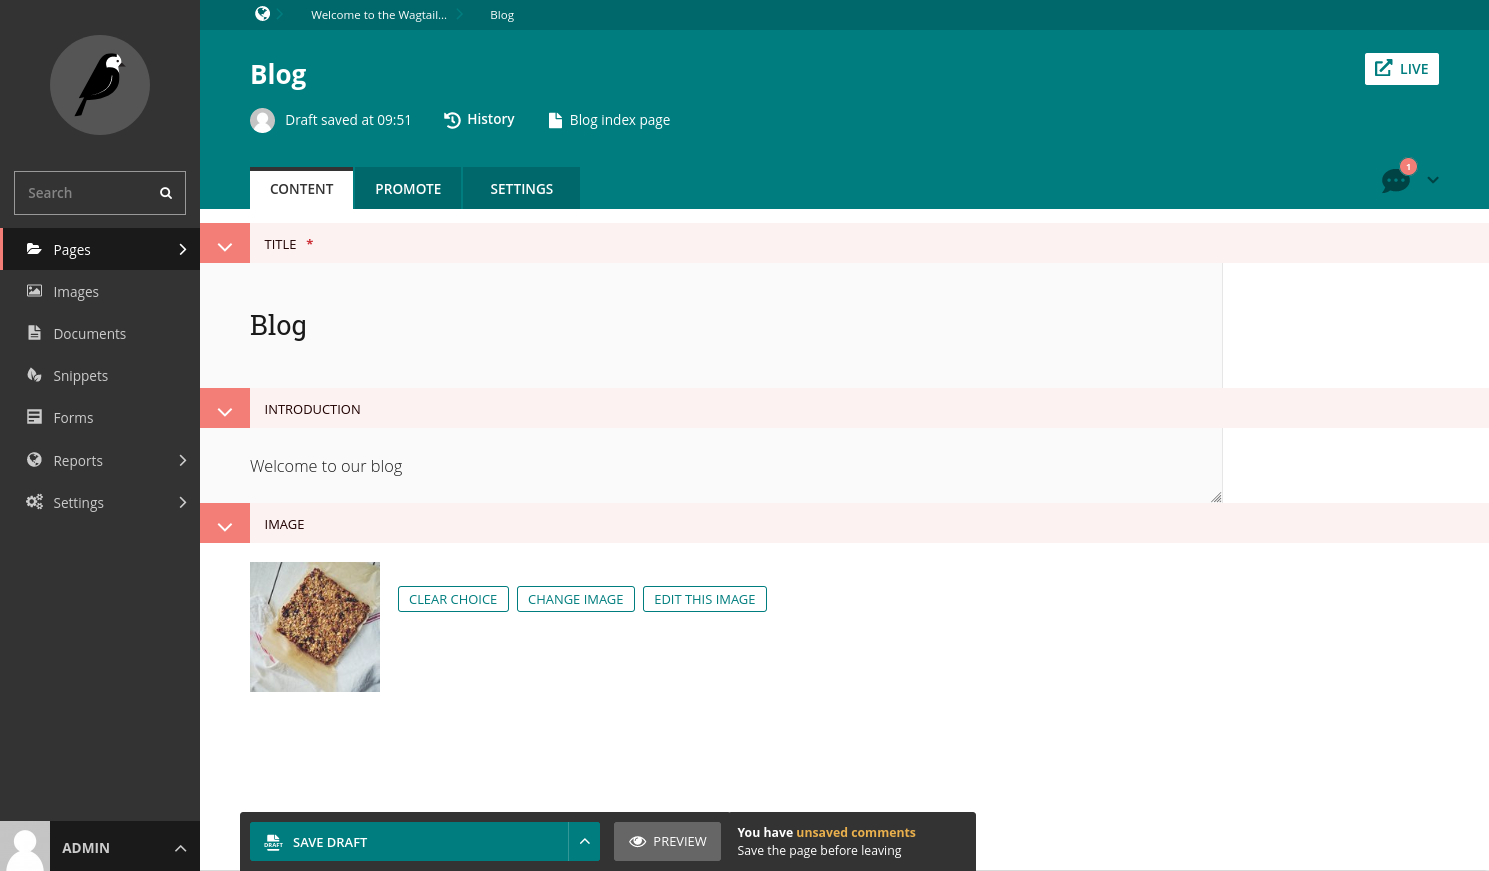 Welcome to the Wagtail...
Blog
Blog
LIVE
Draft saved at 09:51
History
Blog index page
Search
1
CONTENT
PROMOTE
SETTINGS
Pages
Images
Documents
Snippets
Forms
Reports
Settings
TITLE *
Blog
INTRODUCTION
Welcome to our blog
IMAGE
CLEAR CHOICE
CHANGE IMAGE
EDIT THIS IMAGE
ADMIN
DRAFT
SAVE DRAFT
PREVIEW
You have unsaved comments
Save the page before leaving